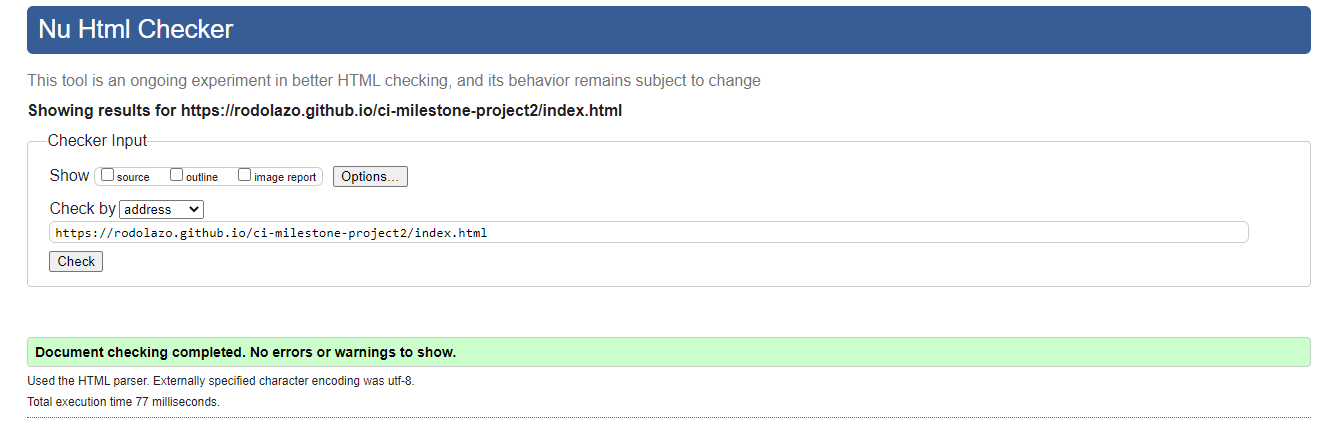 Nu Html Checker
This tool is an ongoing experiment in better HTML checking, and its behavior remains subject to change
Showing results for https://rodolazo.github.io/ci-milestone-project2/index.html
Checker Input
Show source outline image report Options...
Check by address
https://rodolazo.github.io/ci-milestone-project2/index.html
Check
Document checking completed. No errors or warnings to show.
Used the HTML parser. Externally specified character encoding was utf-8.
Total execution time 77 milliseconds.